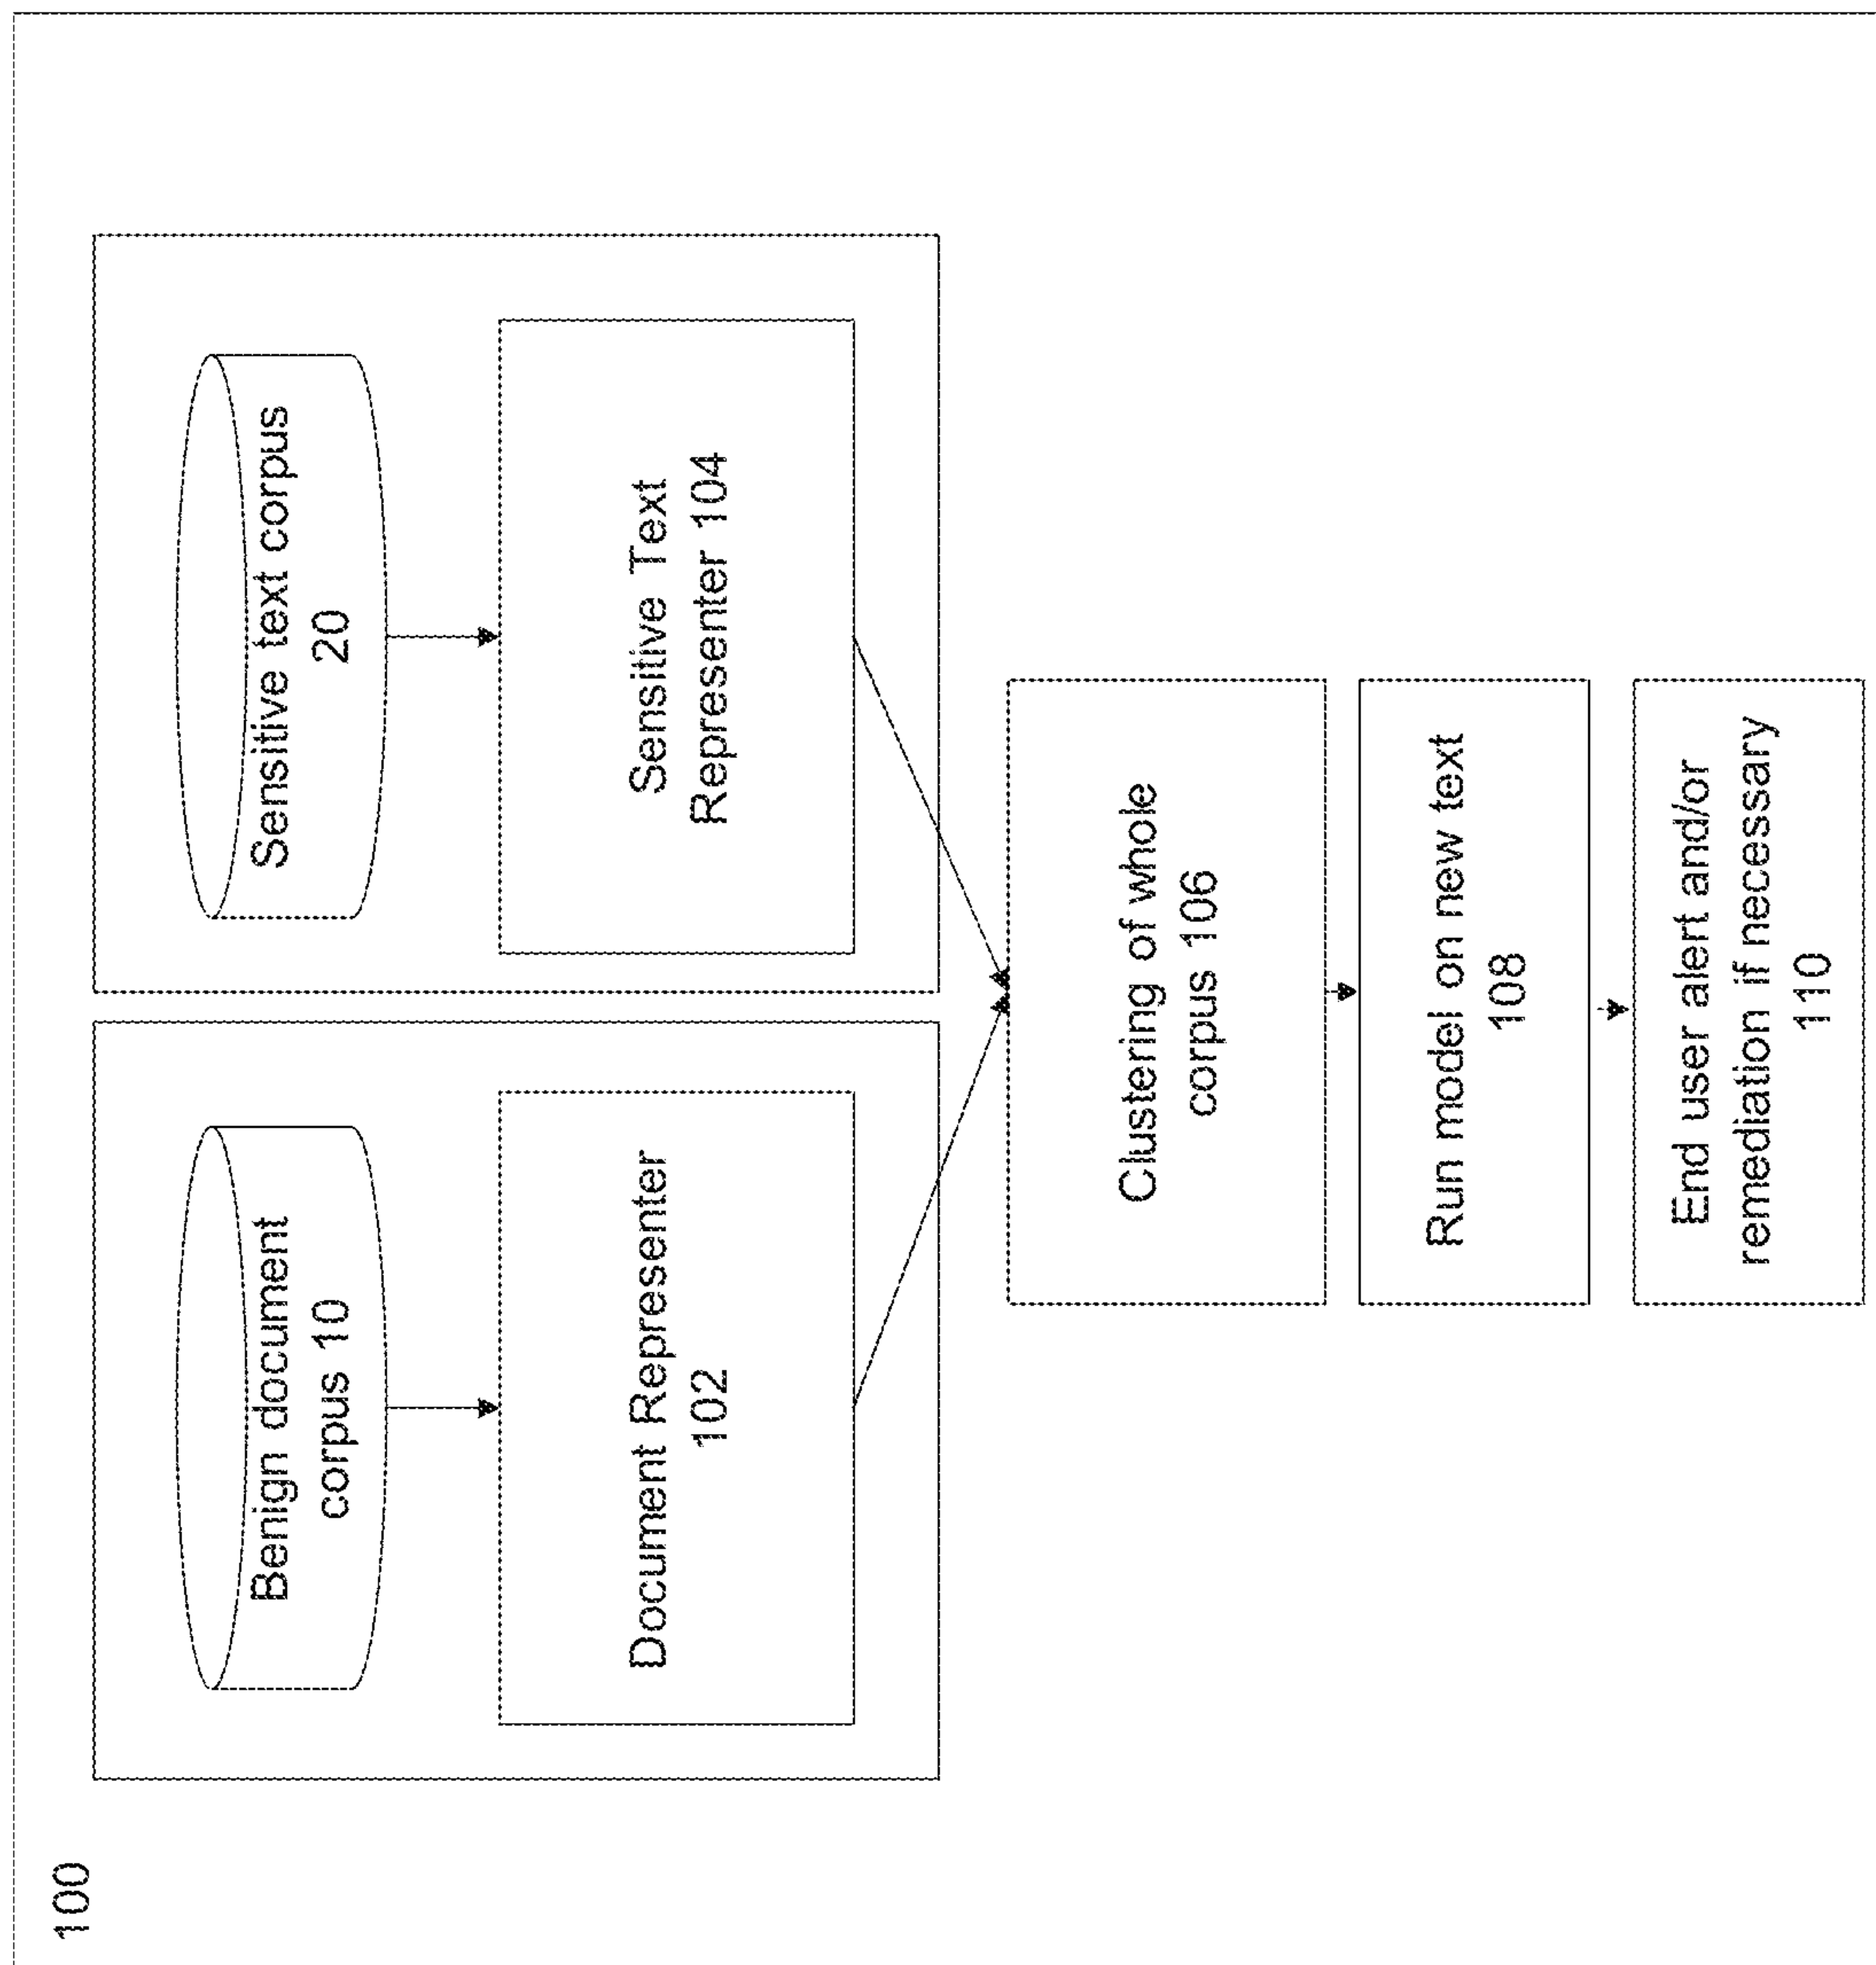 100
Benign document
corpus 10
Document Representer
102
Sensitive text corpus
20
Sensitive Text
Representer 104
Clustering of whole
corpus 106
Run model on new text
108
End user alert and/or
remediation if necessary
110